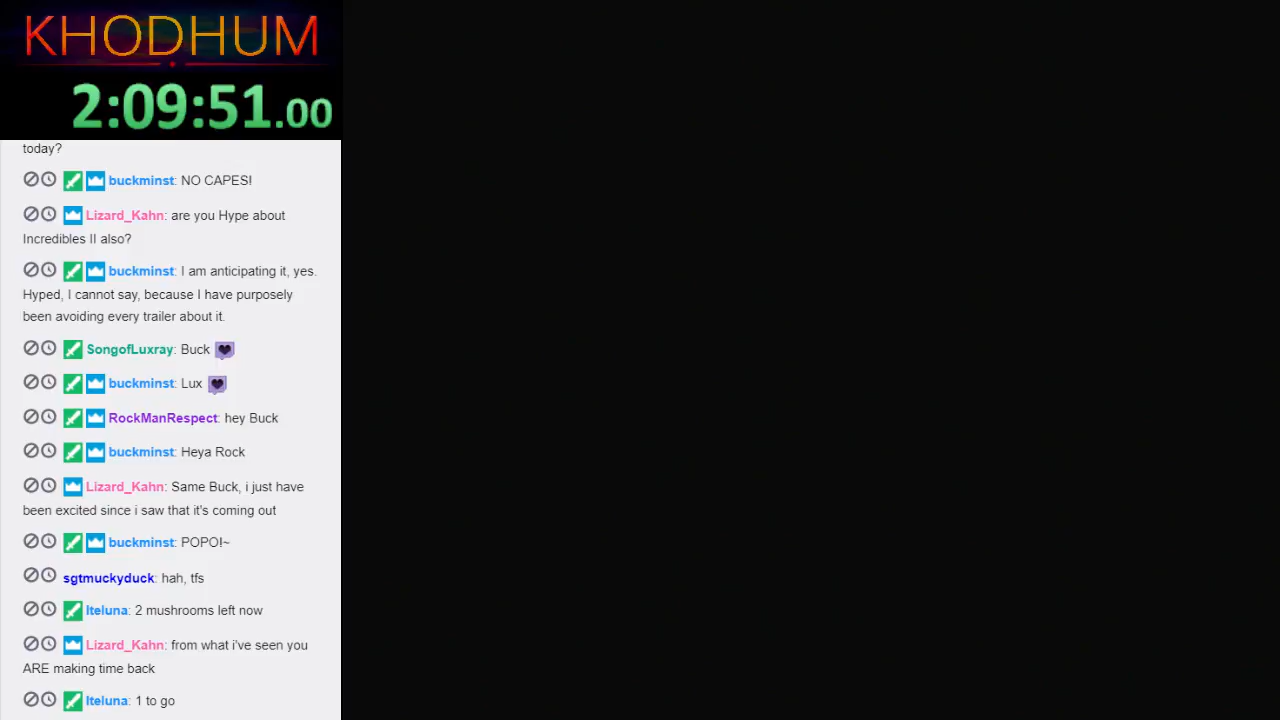 KHODHUM
2:09:51.00
today?
buckminst: NO CAPES!
Lizard_Kahn: are you Hype about
Incredibles II also?
buckminst: I am anticipating it, yes.
Hyped, I cannot say, because I have purposely
been avoiding every trailer about it.
SongofLuxray: Buck
buckminst: Lux
RockManRespect: hey Buck
buckminst: Heya Rock
Lizard_Kahn: Same Buck, i just have
been excited since i saw that it's coming out
buckminst: POPO!~
sgtmuckyduck: hah, tfs
Iteluna: 2 mushrooms left now
Lizard_Kahn: from what i've seen you
ARE making time back
Iteluna: 1 to go